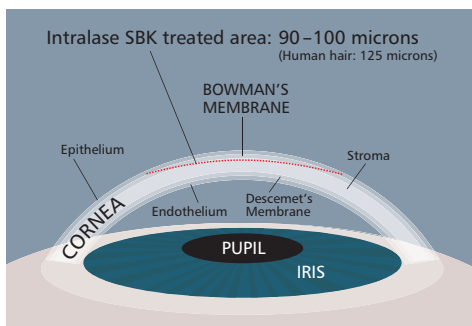 Intralase SBK treated area: 90–100 microns
(Human hair: 125 microns)
BOWMAN'S
MEMBRANE
Epithelium
Stroma
Endothelium
Descemet's
Membrane
CORNEA
PUPIL
IRIS